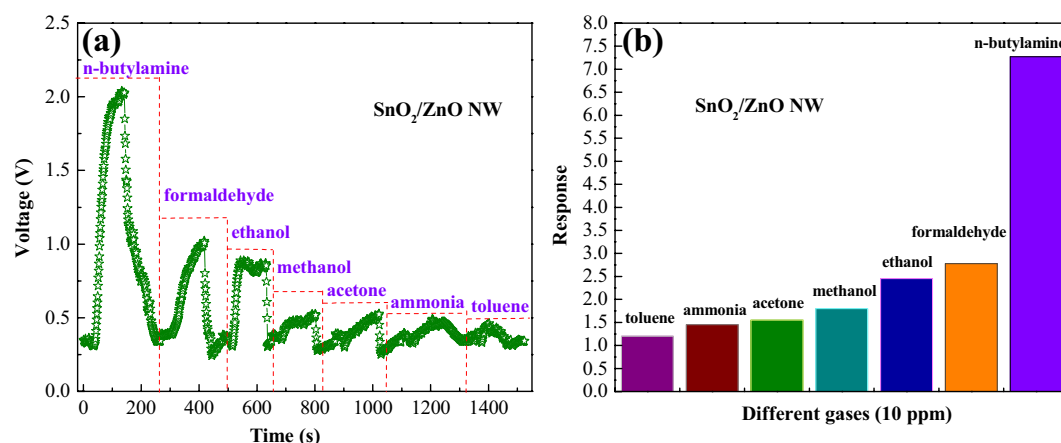 (a)
n-butylamine
SnO2/ZnO NW
formaldehyde
ethanol
methanol
acetone
ammonia
toluene
Voltage (V)
2.5
2.0
1.5
1.0
0.5
0.0
0 200 400 600 800 1000 1200 1400
Time (s)
(b)
n-butylamine
SnO2/ZnO NW
formaldehyde
ethanol
methanol
acetone
ammonia
toluene
Response
8.0
7.5
7.0
6.5
6.0
5.5
5.0
4.5
4.0
3.5
3.0
2.5
2.0
1.5
1.0
0.5
0.0
Different gases (10 ppm)